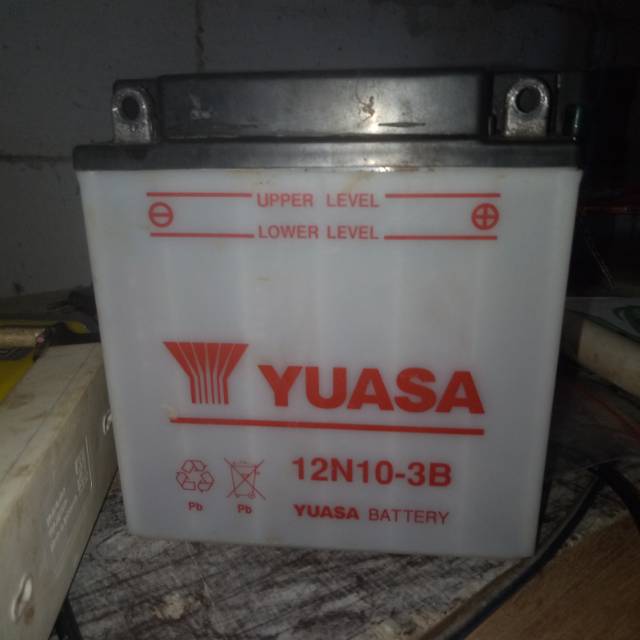 UPPER LEVEL
LOWER LEVEL
YUASA
12N10-3B
Pb
Pb
YUASA BATTERY